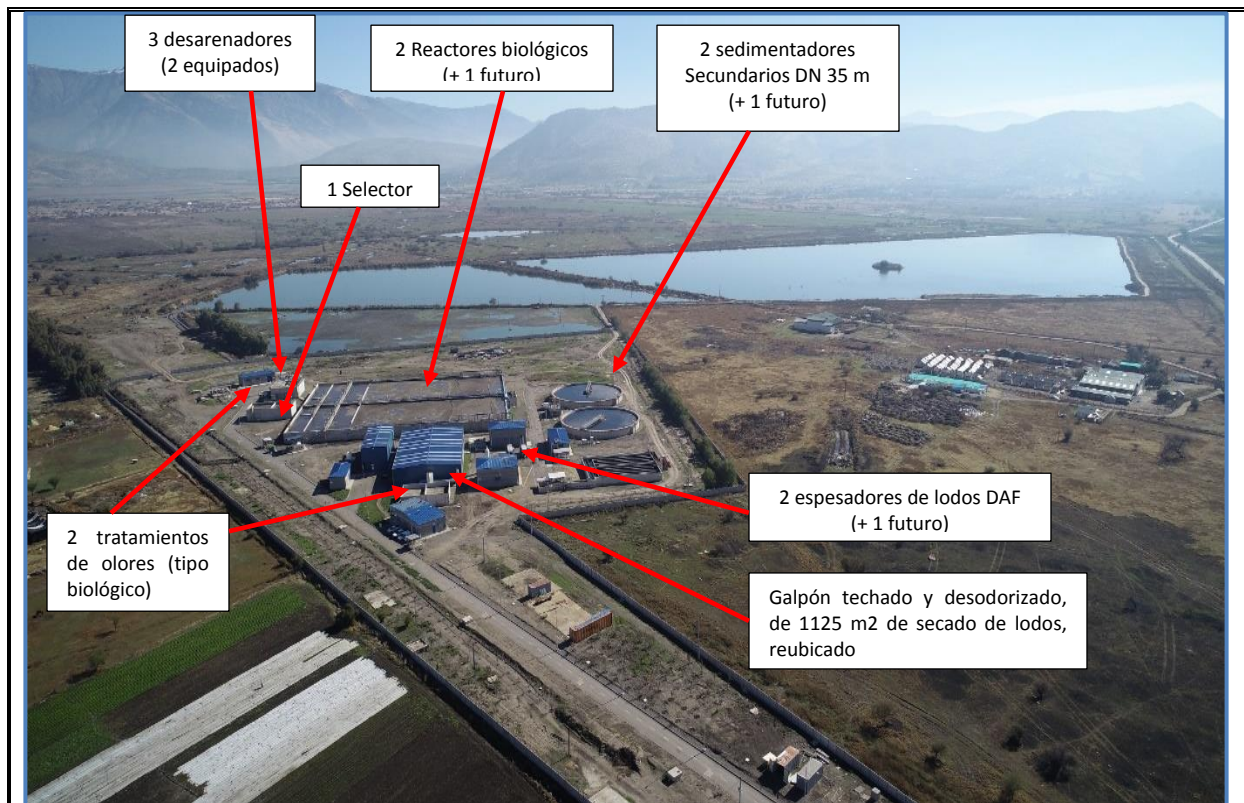 3 desarenadores
(2 equipados)
2 Reactores biológicos
(+ 1 futuro)
2 sedimentadores
Secundarios DN 35 m
(+ 1 futuro)
1 Selector
2 tratamientos
de olores (tipo
biológico)
2 espesadores de lodos DAF
(+ 1 futuro)
Galpón techado y desodorizado,
de 1125 m2 de secado de lodos,
reubicado